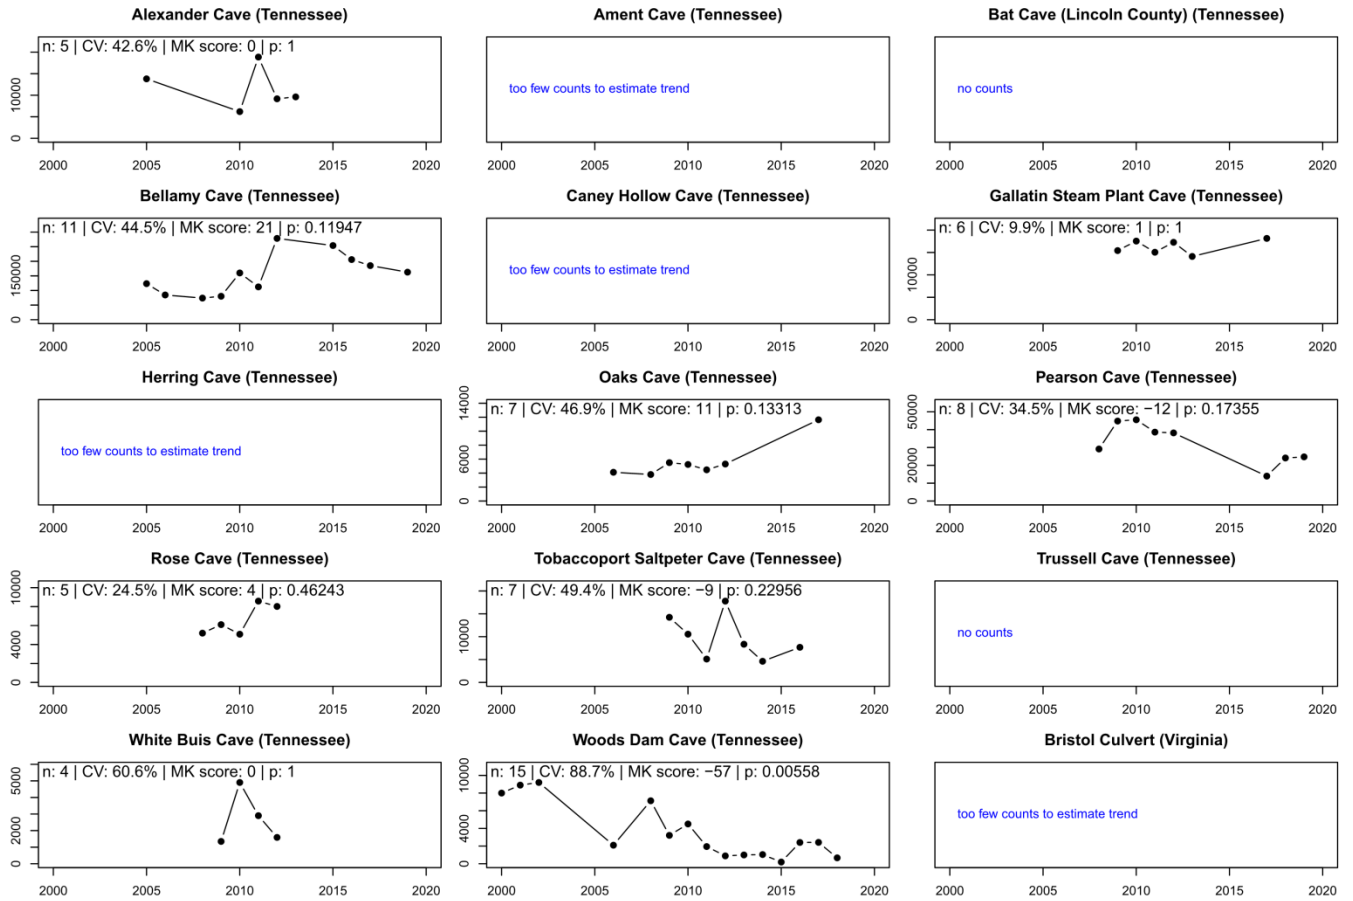 Alexander Cave (Tennessee)
n: 5 | CV: 42.6% | MK score: 0 | p: 1
0 10000
2000 2005 2010 2015 2020
Ament Cave (Tennessee)
too few counts to estimate trend
2000 2005 2010 2015 2020
Bat Cave (Lincoln County) (Tennessee)
no counts
2000 2005 2010 2015 2020
Bellamy Cave (Tennessee)
n: 11 | CV: 44.5% | MK score: 21 | p: 0.11947
0 150000
2000 2005 2010 2015 2020
Caney Hollow Cave (Tennessee)
too few counts to estimate trend
2000 2005 2010 2015 2020
Gallatin Steam Plant Cave (Tennessee)
n: 6 | CV: 9.9% | MK score: 1 | p: 1
0 10000
2000 2005 2010 2015 2020
Herring Cave (Tennessee)
too few counts to estimate trend
2000 2005 2010 2015 2020
Oaks Cave (Tennessee)
n: 7 | CV: 46.9% | MK score: 11 | p: 0.13313
0 6000 14000
2000 2005 2010 2015 2020
Pearson Cave (Tennessee)
n: 8 | CV: 34.5% | MK score: −12 | p: 0.17355
0 20000 50000
2000 2005 2010 2015 2020
Rose Cave (Tennessee)
n: 5 | CV: 24.5% | MK score: 4 | p: 0.46243
0 40000 100000
2000 2005 2010 2015 2020
Tobaccoport Saltpeter Cave (Tennessee)
n: 7 | CV: 49.4% | MK score: −9 | p: 0.22956
0 10000
2000 2005 2010 2015 2020
Trussell Cave (Tennessee)
no counts
2000 2005 2010 2015 2020
White Buis Cave (Tennessee)
n: 4 | CV: 60.6% | MK score: 0 | p: 1
0 2000 5000
2000 2005 2010 2015 2020
Woods Dam Cave (Tennessee)
n: 15 | CV: 88.7% | MK score: −57 | p: 0.00558
0 4000 10000
2000 2005 2010 2015 2020
Bristol Culvert (Virginia)
too few counts to estimate trend
2000 2005 2010 2015 2020